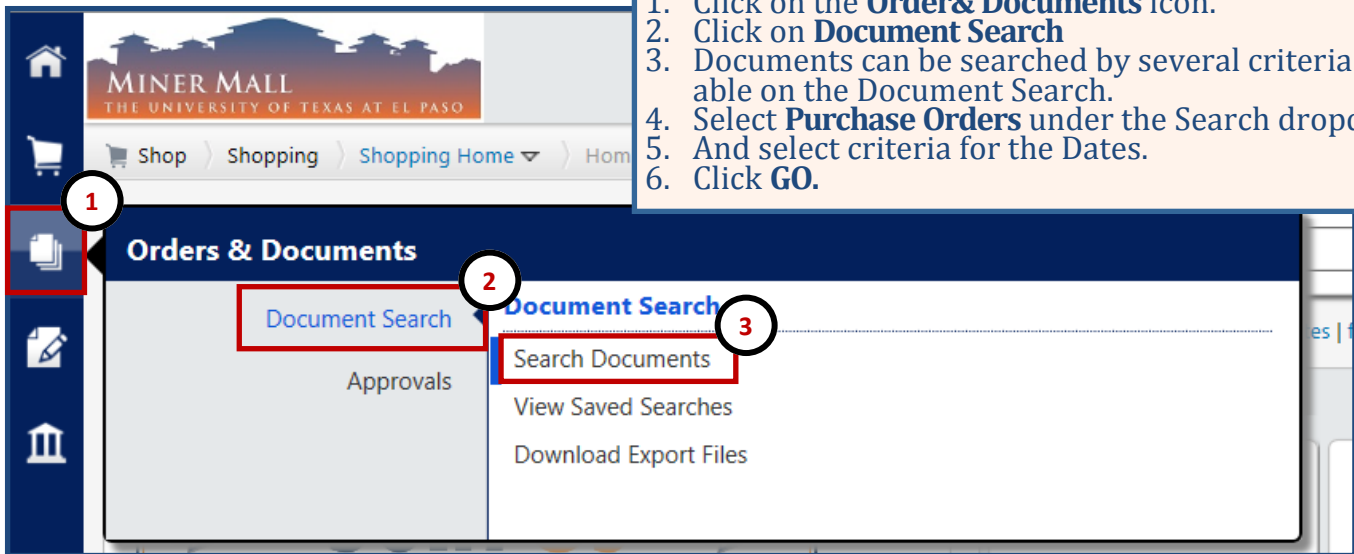 1. Click on the Order& Documents icon.
2. Click on Document Search
3. Documents can be searched by several criteria
able on the Document Search.
4. Select Purchase Orders under the Search
5. And select criteria for the Dates.
6. Click GO.
MINER MALL
THE UNIVERSITY OF TEXAS AT EL PASO
Shop Shopping Shopping Home
1
Orders & Documents
2
Document Search
Document Search
3
Search Documents
Approvals
View Saved Searches
Download Export Files